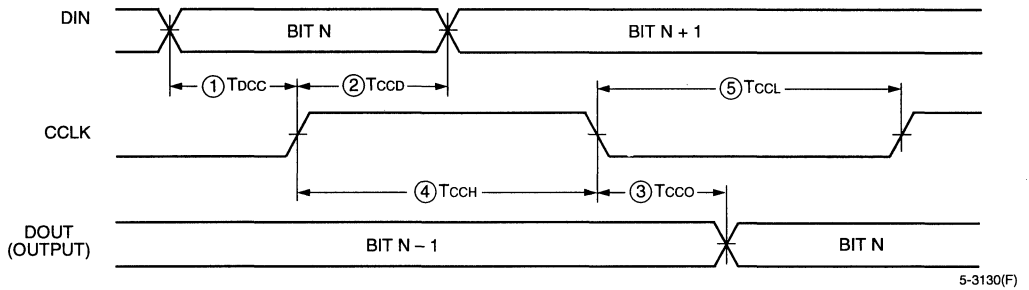 DIN
BIT N
BIT N + 1
① TDCC
② TCCD
⑤ TCCL
CCLK
④ TCCH
③ TCCO
DOUT
(OUTPUT)
BIT N – 1
BIT N
5-3130(F)